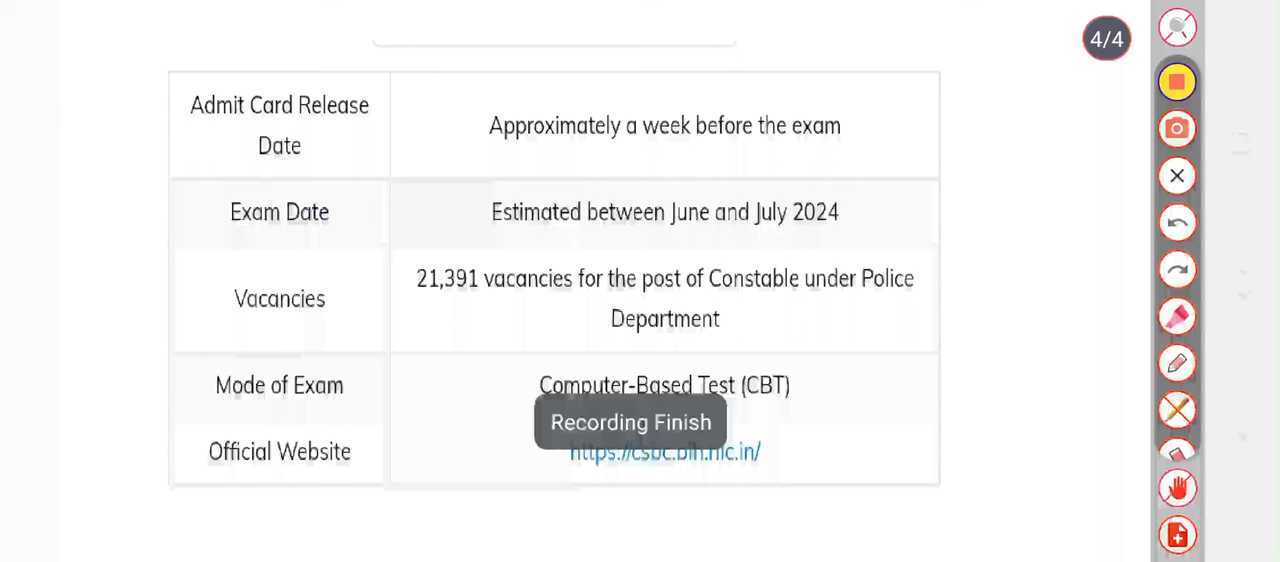 4/4
Admit Card Release
Date
Approximately a week before the exam
Exam Date
Estimated between June and July 2024
Vacancies
21,391 vacancies for the post of Constable under Police
Department
Mode of Exam
Computer-Based Test (CBT)
Recording Finish
Official Website
https://csbc.bih.nic.in/